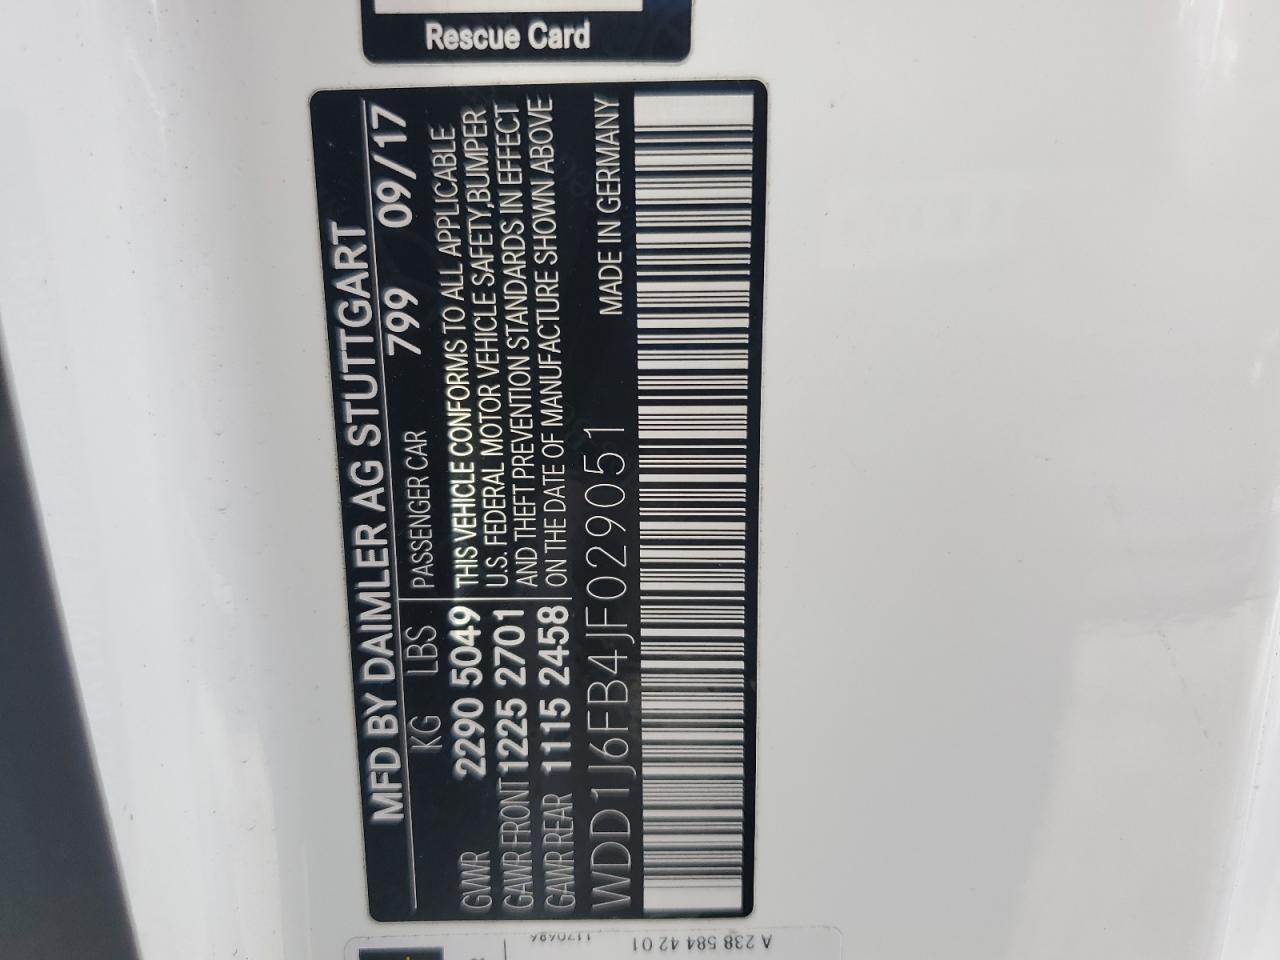 Rescue Card
MFD BY DAIMLER AG STUTTGART
799 09/17
KG LBS PASSENGER CAR
GVWR 2290 5049
GAWR FRONT 1225 2701
GAWR REAR 1115 2458
THIS VEHICLE CONFORMS TO ALL APPLICABLE
U.S. FEDERAL MOTOR VEHICLE SAFETY,BUMPER
AND THEFT PREVENTION STANDARDS IN EFFECT
ON THE DATE OF MANUFACTURE SHOWN ABOVE
MADE IN GERMANY
WDD1J6FB4JF029051
A 238 584 42 01